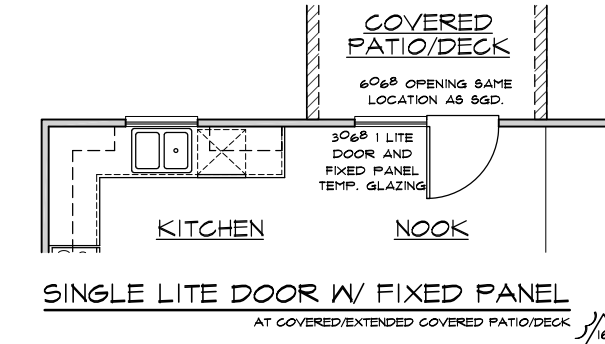 COVERED
PATIO/DECK
6068 OPENING SAME
LOCATION AS SGD.
3068 1 LITE
DOOR AND
FIXED PANEL
TEMP. GLAZING
KITCHEN
NOOK
SINGLE LITE DOOR W/ FIXED PANEL
AT COVERED/EXTENDED COVERED PATIO/DECK